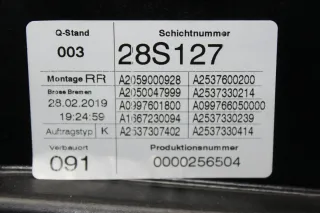 Q-Stand Schichtnummer
003 28S127
Montage RR A2059000928 A2537600200
Brose Bremen A2050047999 A2537330214
28.02.2019 A0997601800 A099766050000
19:24:59 A1667230094 A2537330239
Auftragstyp K A2537307402 A2537330414
verbauort Produktionsnummer
091 0000256504